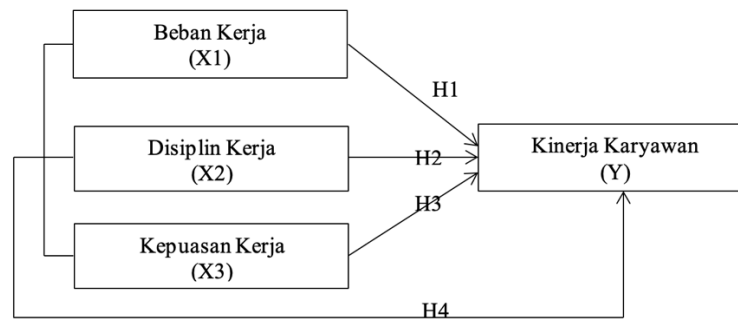 Beban Kerja
(X1)
H1
Disiplin Kerja
(X2)
H2
Kinerja Karyawan
(Y)
H3
Kepuasan Kerja
(X3)
H4